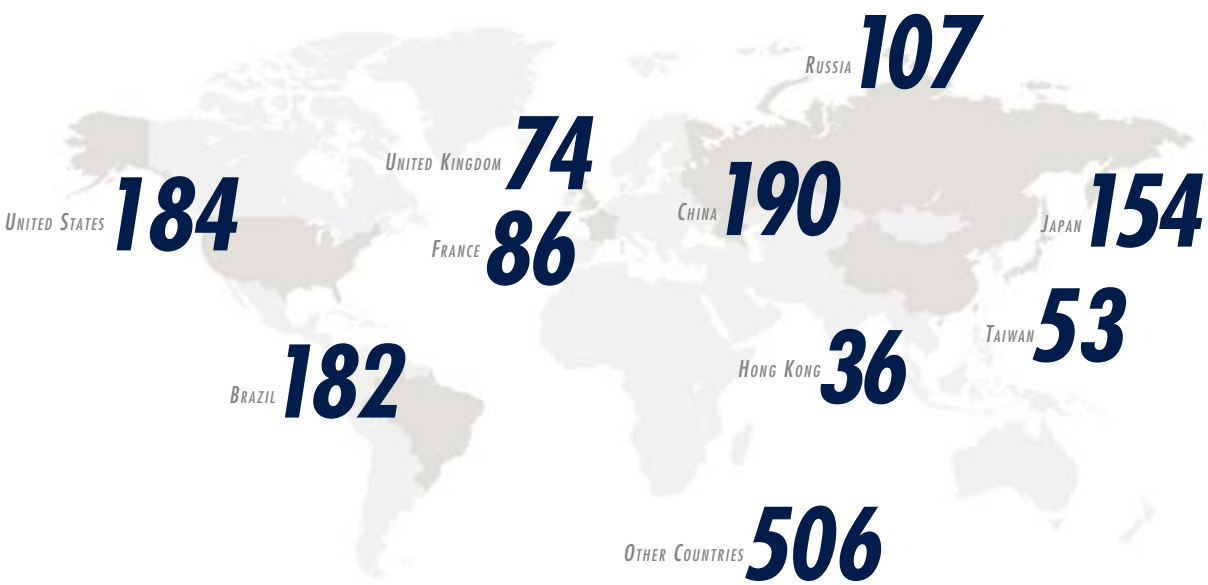 Russia 107
United Kingdom 74
United States 184
China 190
Japan 154
France 86
Taiwan 53
Hong Kong 36
Brazil 182
Other Countries 506